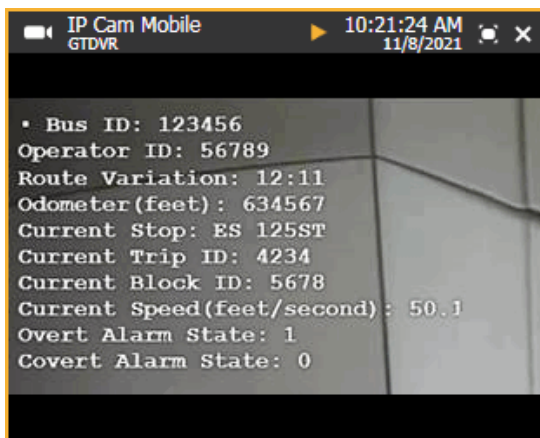 IP Cam Mobile
GTDVR
10:21:24 AM
11/8/2021
• Bus ID: 123456
Operator ID: 56789
Route Variation: 12:11
Odometer(feet): 634567
Current Stop: ES 125ST
Current Trip ID: 4234
Current Block ID: 5678
Current Speed(feet/second): 50.1
Overt Alarm State: 1
Covert Alarm State: 0